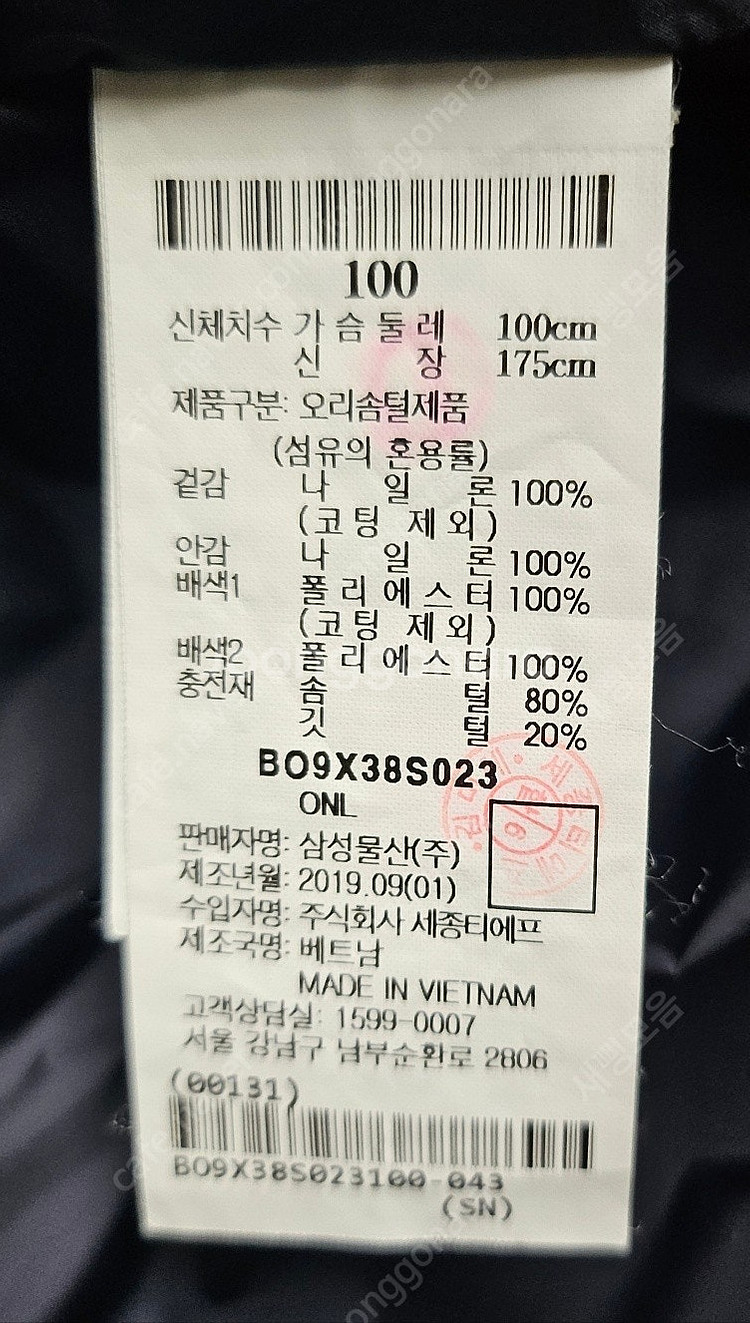 100
신체치수 가슴둘레 100cm
신장 175cm
제품구분: 오리솜털제품
(섬유의 혼용률)
겉감 나일론 100%
(코팅 제외)
안감 나일론 100%
배색1 폴리에스터 100%
(코팅 제외)
배색2 폴리에스터 100%
충전재 솜털 80%
깃털 20%
BO9X38S023
ONL
판매자명: 삼성물산(주)
제조년월: 2019.09(01)
수입자명: 주식회사 세종티에프
제조국명: 베트남
MADE IN VIETNAM
고객상담실: 1599-0007
서울 강남구 남부순환로 2806
(00131)
BO9X38S023100-043
(SN)